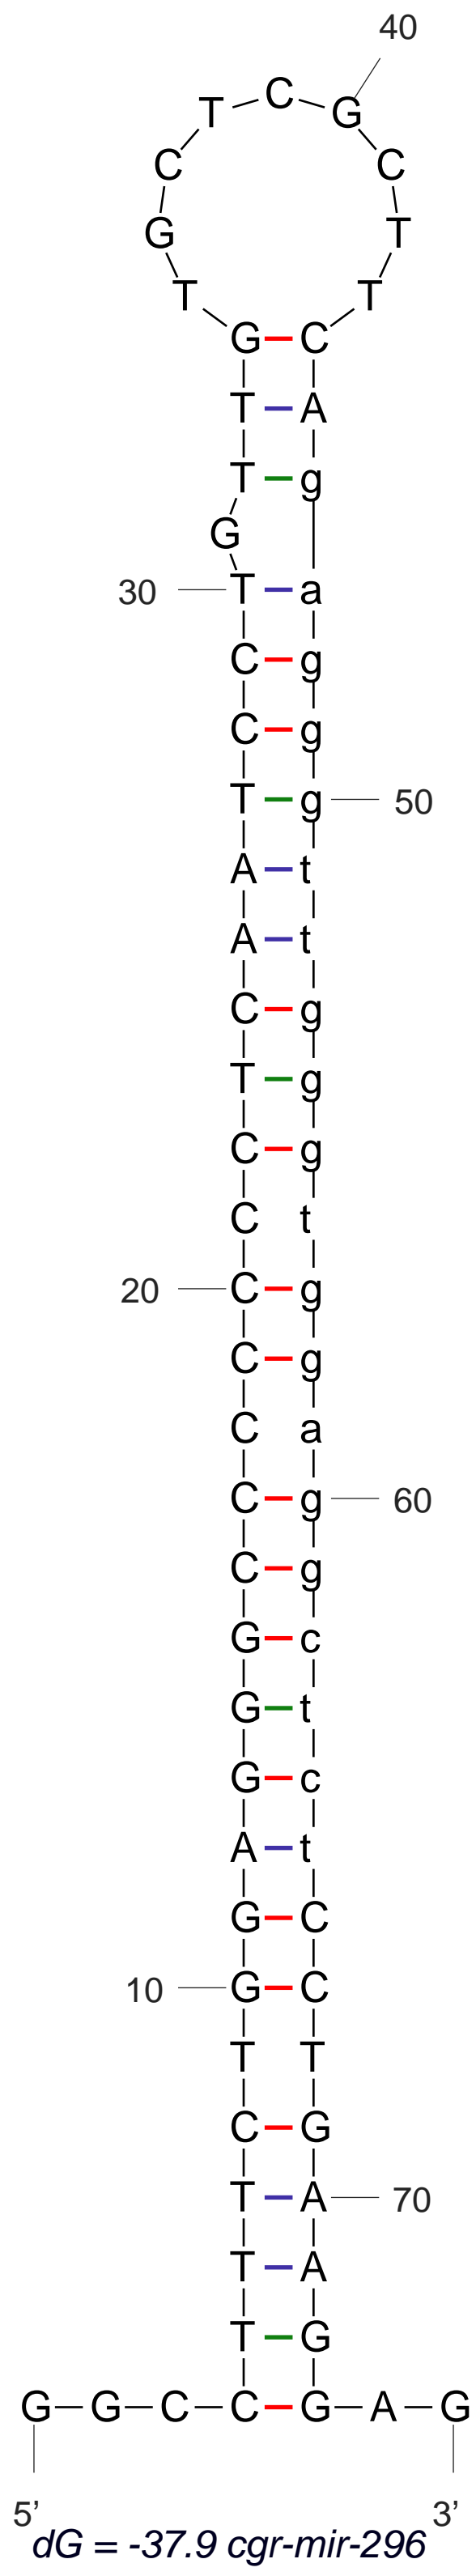 40
T C G
C C
G T
T T
G C
T A
T g
G
30 T a
C g
C g
T g 50
A t
A t
C g
T g
C g
C t
20 C g
C g
C a
C g 60
C g
G c
G t
G c
A t
G C
10 G C
T T
C G
T A 70
T A
T G
G G C C G A G
5’ 3’
dG = -37.9 cgr-mir-296